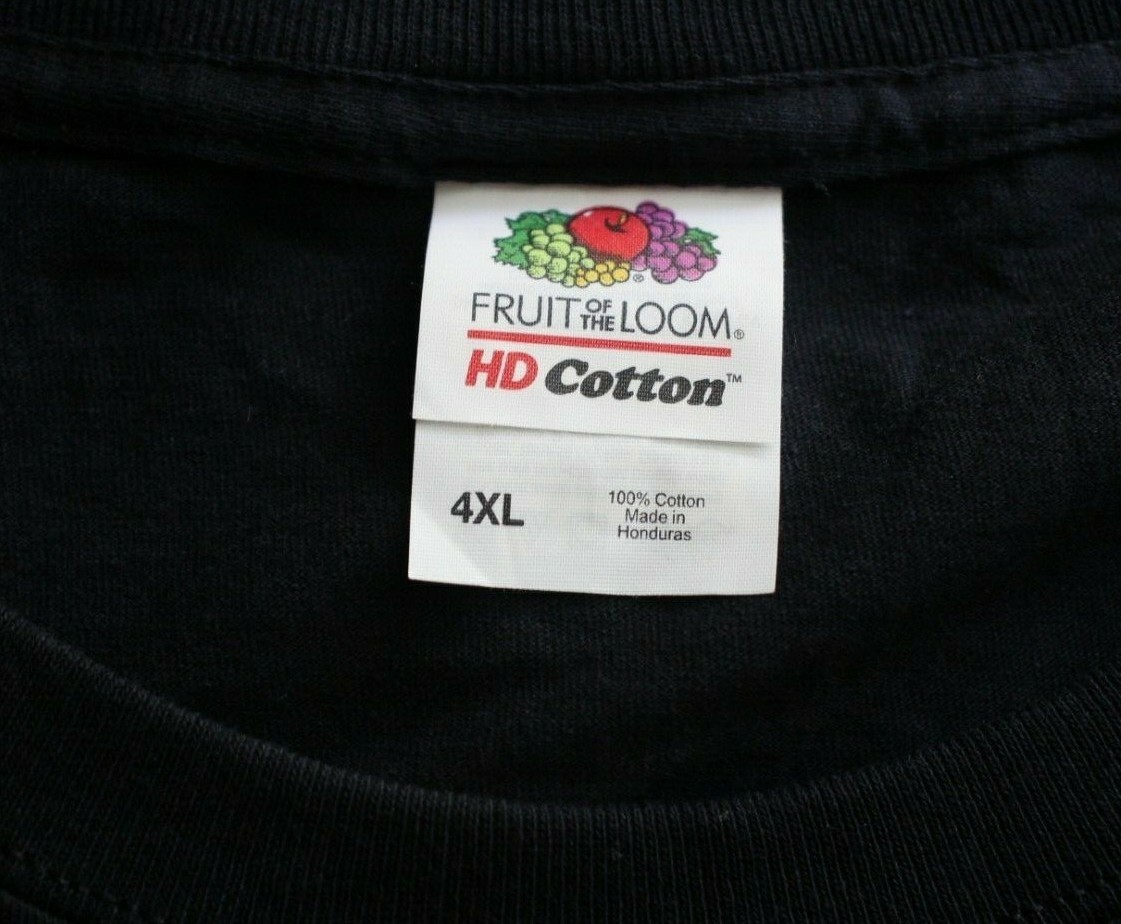 ®
FRUIT OF THE LOOM®
HD Cotton™
4XL
100% Cotton
Made in
Honduras